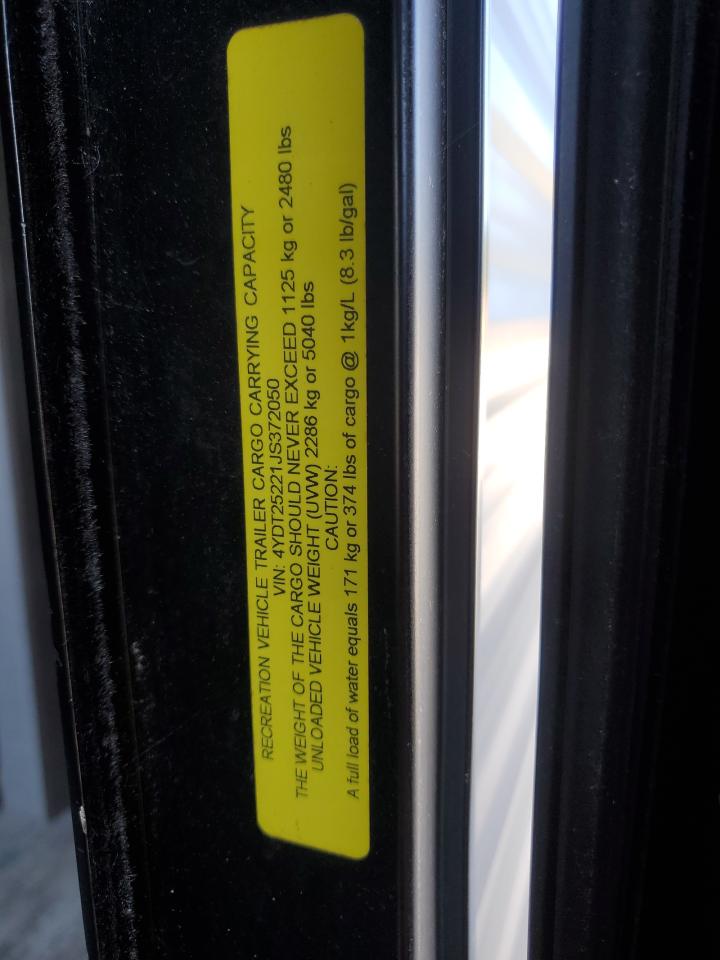 RECREATION VEHICLE TRAILER CARGO CARRYING CAPACITY
VIN: 4YDT25221JS372050
THE WEIGHT OF THE CARGO SHOULD NEVER EXCEED 1125 kg or 2480 lbs
UNLOADED VEHICLE WEIGHT (UVW) 2286 kg or 5040 lbs
CAUTION:
A full load of water equals 171 kg or 374 lbs of cargo @ 1kg/L (8.3 lb/gal)